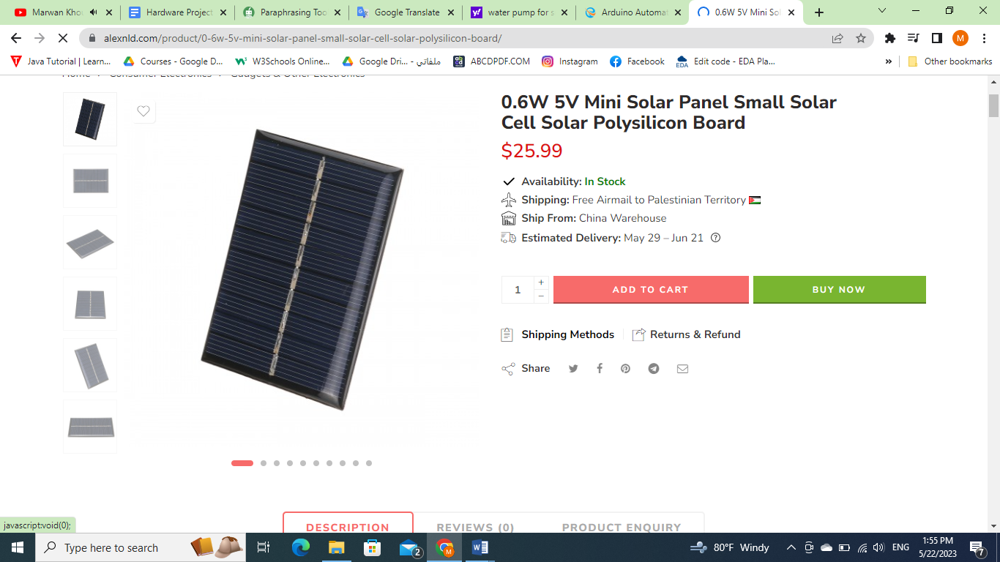 Marwan Kho
Hardware Project
Paraphrasing Too
Google Translate
water pump for s
Arduino Automat
0.6W 5V Mini Sol
alexnld.com/product/0-6w-5v-mini-solar-panel-small-solar-cell-solar-polysilicon-board/
M
Java Tutorial | Learn...
Courses - Google D...
W3Schools Online...
Google Dri... - ملفاتي
ABCDPDF.COM
Instagram
Facebook
EDA
Edit code - EDA Pla...
»
Other bookmarks
Home
Consumer Electronics
Gadgets & Other Electronics
0.6W 5V Mini Solar Panel Small Solar
Cell Solar Polysilicon Board
$25.99
Availability: In Stock
Shipping: Free Airmail to Palestinian Territory
Ship From: China Warehouse
Estimated Delivery: May 29 – Jun 21
1
+
−
ADD TO CART
BUY NOW
Shipping Methods
Returns & Refund
Share
javascript:void(0);
DESCRIPTION
REVIEWS (0)
PRODUCT ENQUIRY
Type here to search
2
M
80°F Windy
ENG
1:55 PM
5/22/2023
7